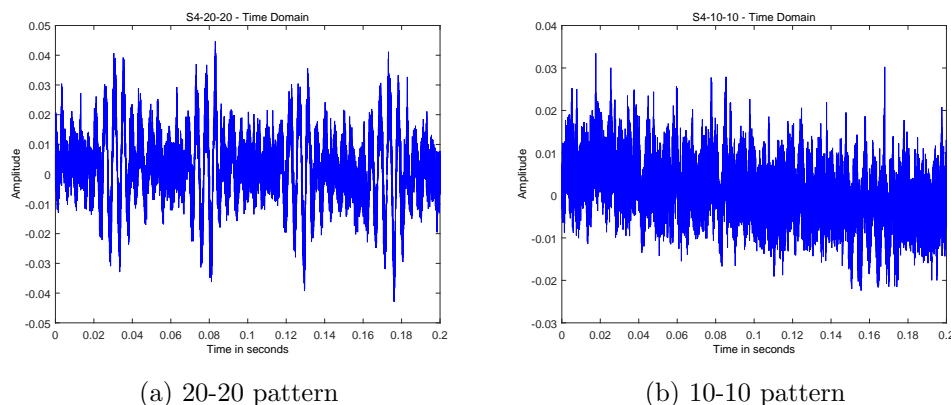 S4-20-20 - Time Domain
0.05
0.04
0.03
0.02
0.01
0
-0.01
-0.02
-0.03
-0.04
-0.05
Amplitude
0 0.02 0.04 0.06 0.08 0.1 0.12 0.14 0.16 0.18 0.2
Time in seconds
(a) 20-20 pattern
S4-10-10 - Time Domain
0.04
0.03
0.02
0.01
0
-0.01
-0.02
-0.03
Amplitude
0 0.02 0.04 0.06 0.08 0.1 0.12 0.14 0.16 0.18 0.2
Time in seconds
(b) 10-10 pattern